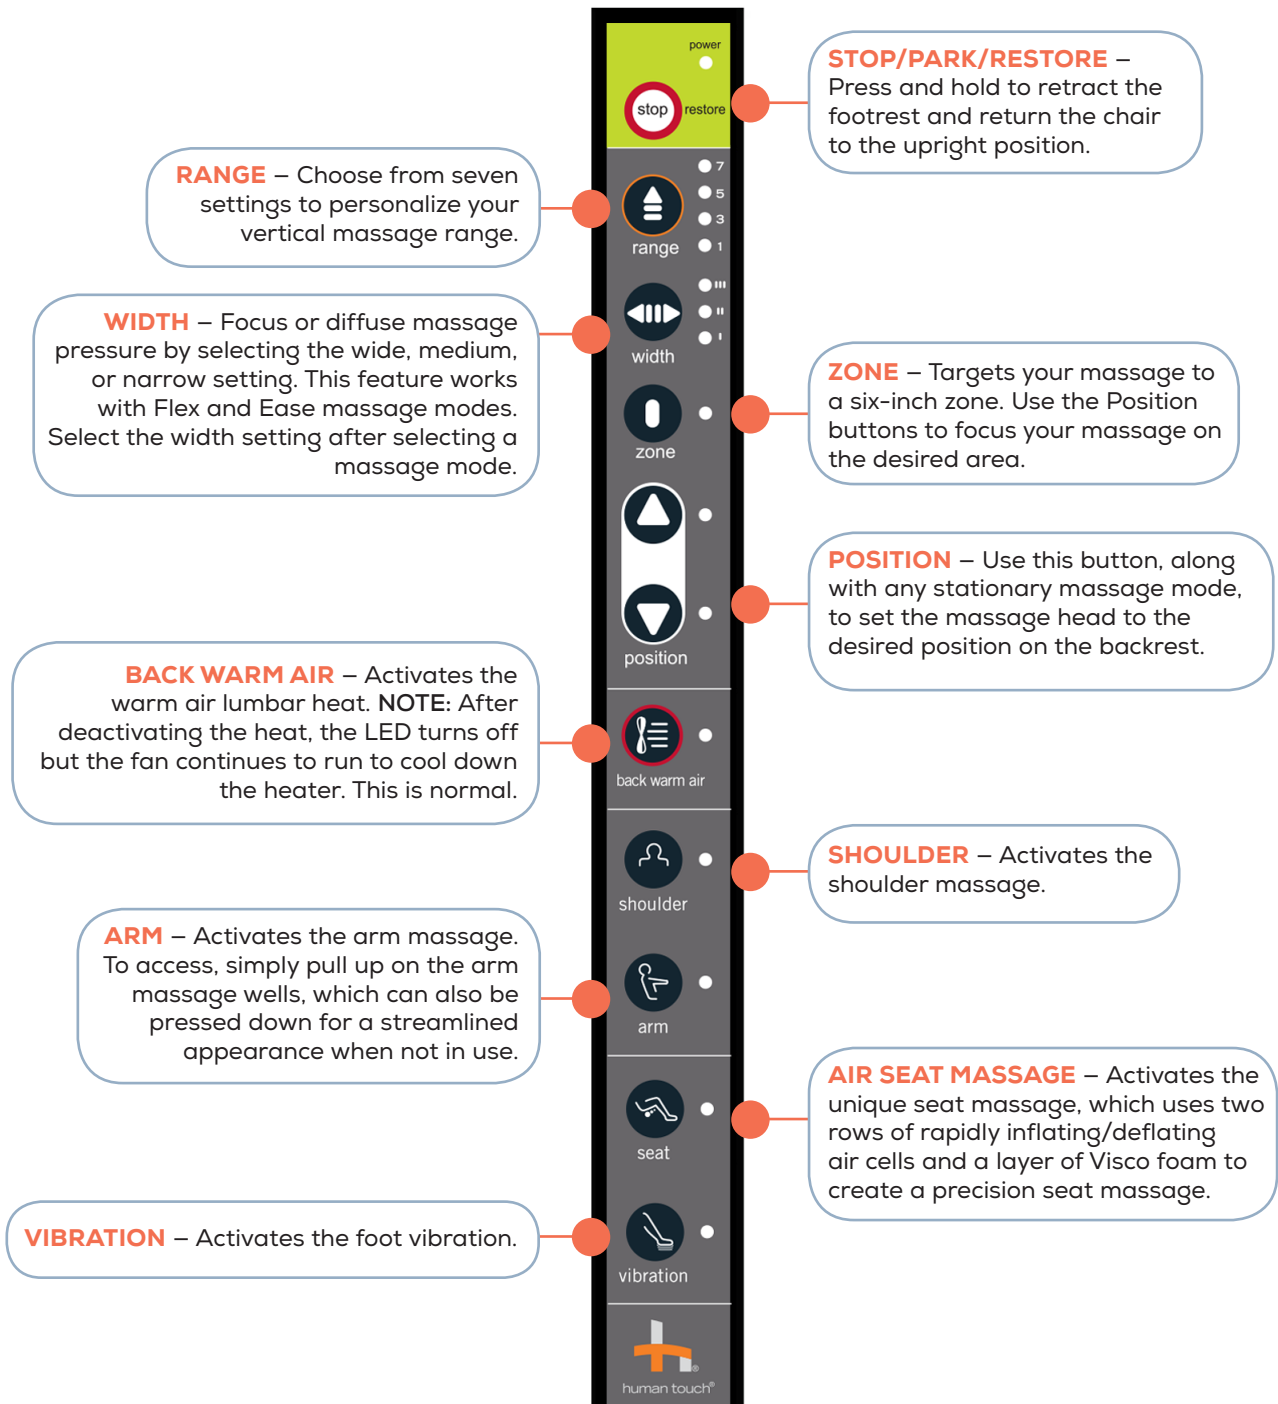 power
stop restore
STOP/PARK/RESTORE –
Press and hold to retract the
footrest and return the chair
to the upright position.
RANGE – Choose from seven
settings to personalize your
vertical massage range.
7
5
3
1
range
WIDTH – Focus or diffuse massage
pressure by selecting the wide, medium,
or narrow setting. This feature works
with Flex and Ease massage modes.
Select the width setting after selecting a
massage mode.
III
II
I
width
ZONE – Targets your massage to
a six-inch zone. Use the Position
buttons to focus your massage on
the desired area.
zone
POSITION – Use this button, along
with any stationary massage mode,
to set the massage head to the
desired position on the backrest.
position
BACK WARM AIR – Activates the
warm air lumbar heat. NOTE: After
deactivating the heat, the LED turns off
but the fan continues to run to cool down
the heater. This is normal.
back warm air
SHOULDER – Activates the
shoulder massage.
shoulder
ARM – Activates the arm massage.
To access, simply pull up on the arm
massage wells, which can also be
pressed down for a streamlined
appearance when not in use.
arm
AIR SEAT MASSAGE – Activates the
unique seat massage, which uses two
rows of rapidly inflating/deflating
air cells and a layer of Visco foam to
create a precision seat massage.
seat
VIBRATION – Activates the foot vibration.
vibration
®
human touch®